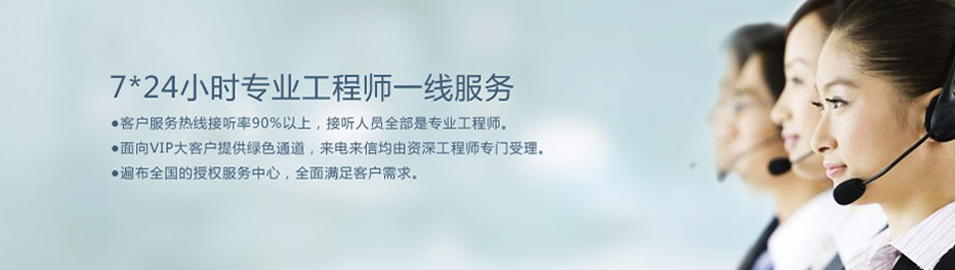 7*24小时专业工程师一线服务
●客户服务热线接听率90%以上，接听人员全部是专业工程师。
●面向VIP大客户提供绿色通道，来电来信均由资深工程师专门受理。
●遍布全国的授权服务中心，全面满足客户需求。